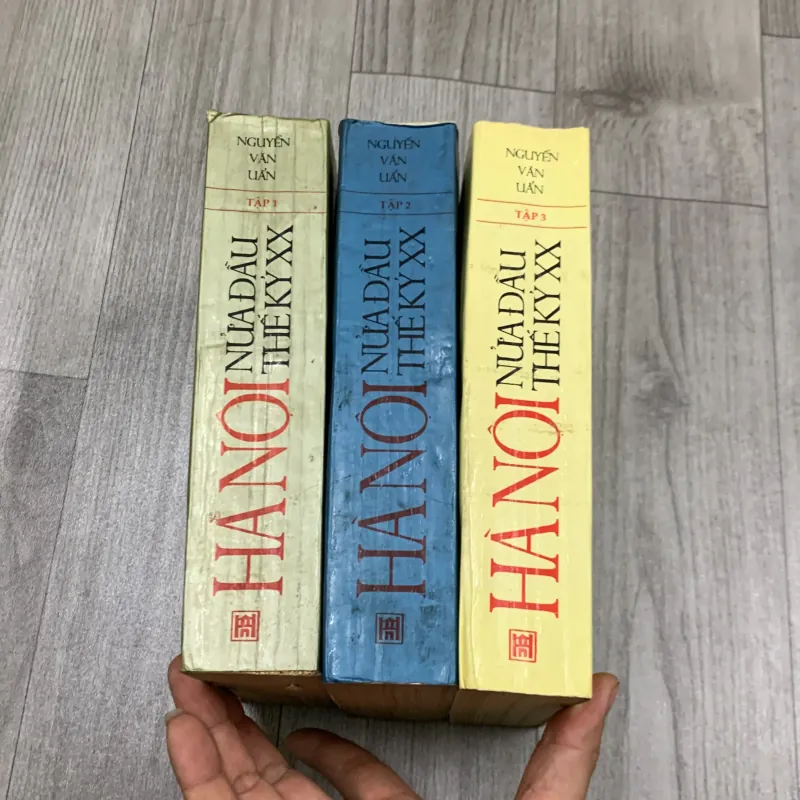 NGUYỄN
VĂN
UẨN
TẬP 1
HÀ NỘI
NỬA ĐẦU
THẾ KỶ XX
NGUYỄN
VĂN
UẨN
TẬP 2
HÀ NỘI
NỬA ĐẦU
THẾ KỶ XX
NGUYỄN
VĂN
UẨN
TẬP 3
HÀ NỘI
NỬA ĐẦU
THẾ KỶ XX